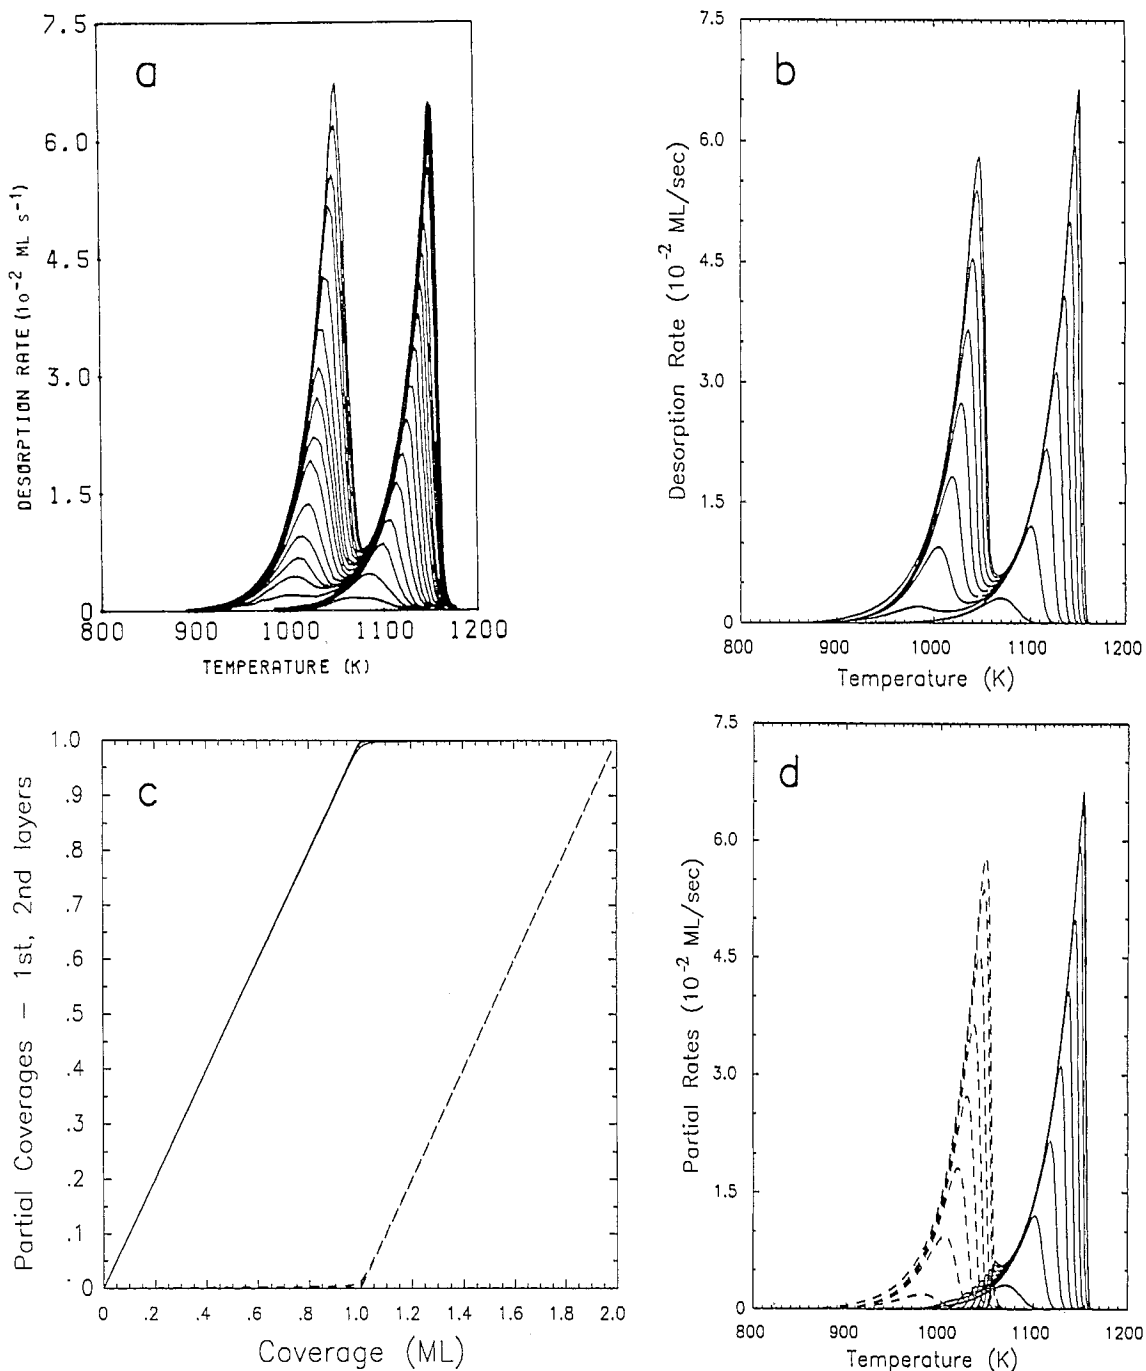 a
7.5
6.0
4.5
3.0
1.5
0
DESORPTION RATE (10⁻² ML s⁻¹)
800 900 1000 1100 1200
TEMPERATURE (K)
b
7.5
6.0
4.5
3.0
1.5
0
Desorption Rate (10⁻² ML/sec)
800 900 1000 1100 1200
Temperature (K)
c
1.0
.9
.8
.7
.6
.5
.4
.3
.2
.1
0
Partial Coverages — 1st, 2nd layers
0 .2 .4 .6 .8 1.0 1.2 1.4 1.6 1.8 2.0
Coverage (ML)
d
7.5
6.0
4.5
3.0
1.5
0
Partial Rates (10⁻² ML/sec)
800 900 1000 1100 1200
Temperature (K)